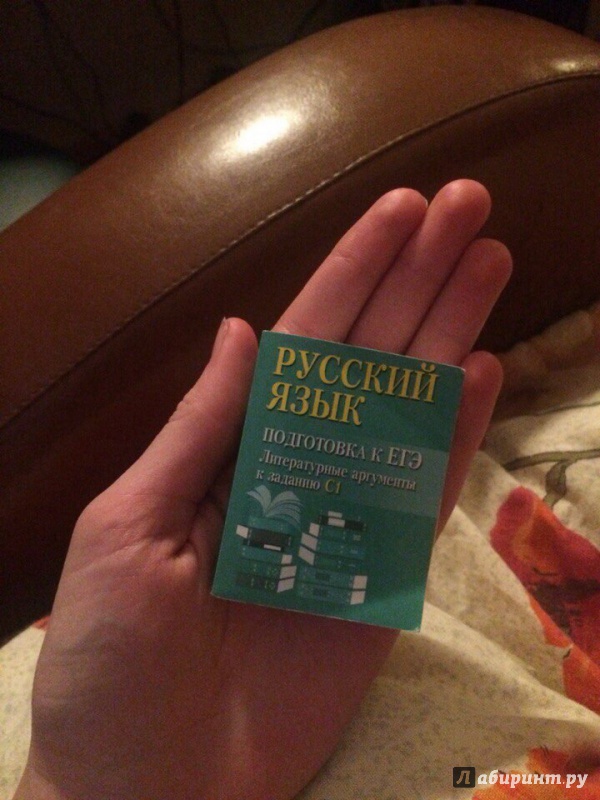 РУССКИЙ
ЯЗЫК
ПОДГОТОВКА К ЕГЭ
Литературные аргументы
к заданию С1
Лабиринт.ру